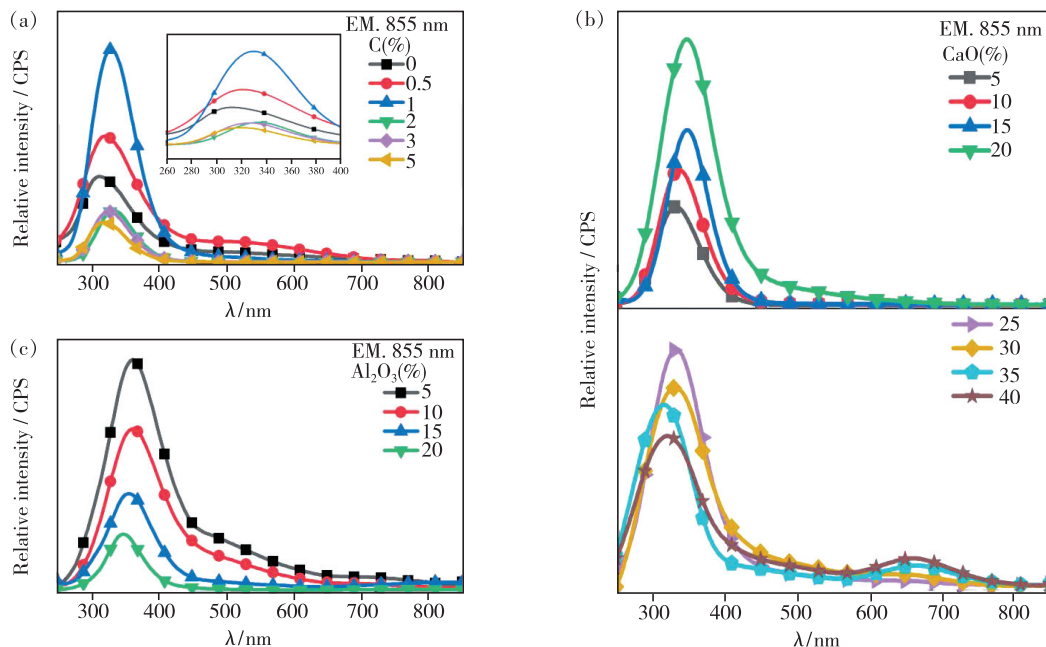 (a)
EM. 855 nm
C(%)
0
0.5
1
2
3
5
260 280 300 320 340 360 380 400
Relative intensity / CPS
300 400 500 600 700 800
λ/nm
(b)
EM. 855 nm
CaO(%)
5
10
15
20
Relative intensity / CPS
25
30
35
40
Relative intensity / CPS
300 400 500 600 700 800
λ/nm
(c)
EM. 855 nm
Al₂O₃(%)
5
10
15
20
Relative intensity / CPS
300 400 500 600 700 800
λ/nm